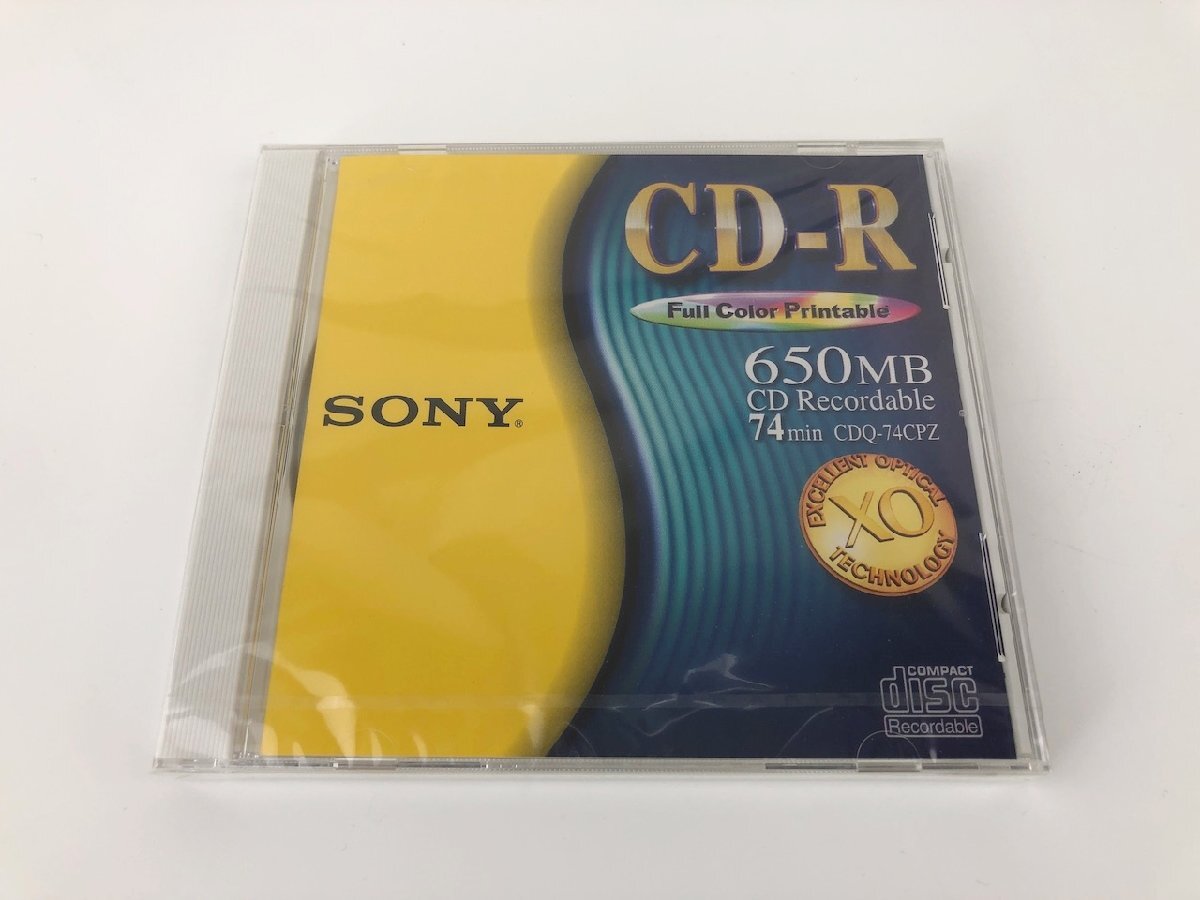 CD-R
Full Color Printable
650MB
CD Recordable
74min CDQ-74CPZ
SONY®
EXCELLENT OPTICAL
XO
TECHNOLOGY
COMPACT
disc
Recordable